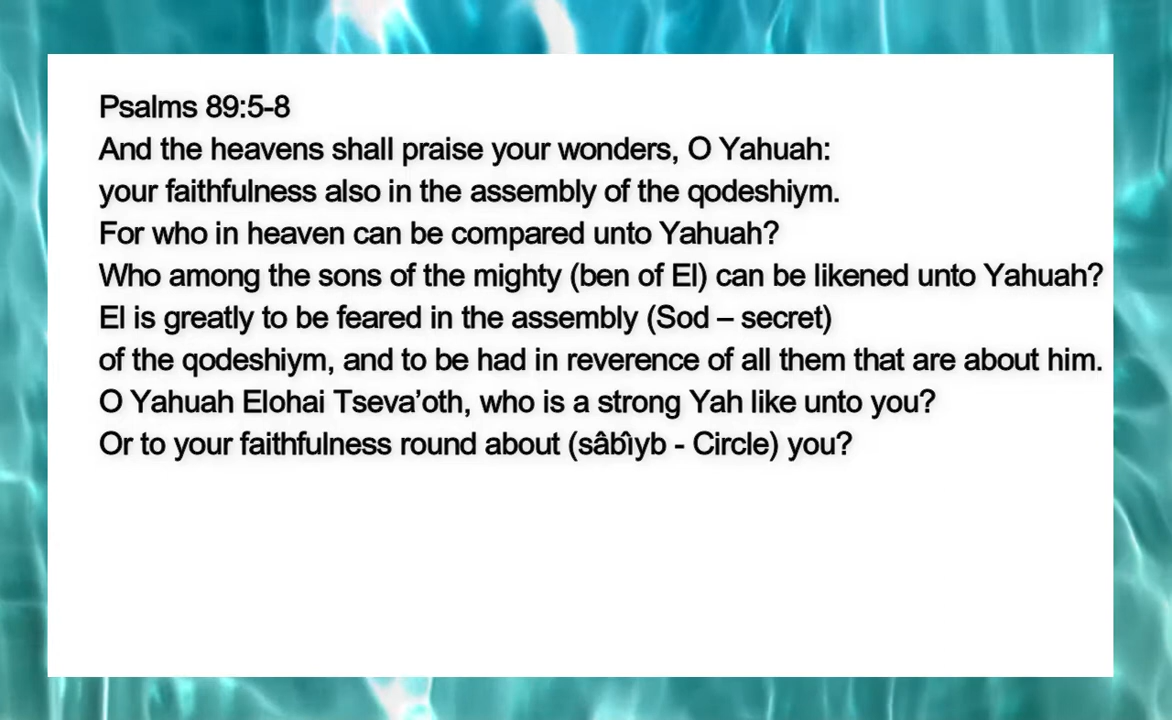 Psalms 89:5-8
And the heavens shall praise your wonders, O Yahuah:
your faithfulness also in the assembly of the qodeshiym.
For who in heaven can be compared unto Yahuah?
Who among the sons of the mighty (ben of El) can be likened unto Yahuah?
El is greatly to be feared in the assembly (Sod – secret)
of the qodeshiym, and to be had in reverence of all them that are about him.
O Yahuah Elohai Tseva’oth, who is a strong Yah like unto you?
Or to your faithfulness round about (sâbîyb - Circle) you?